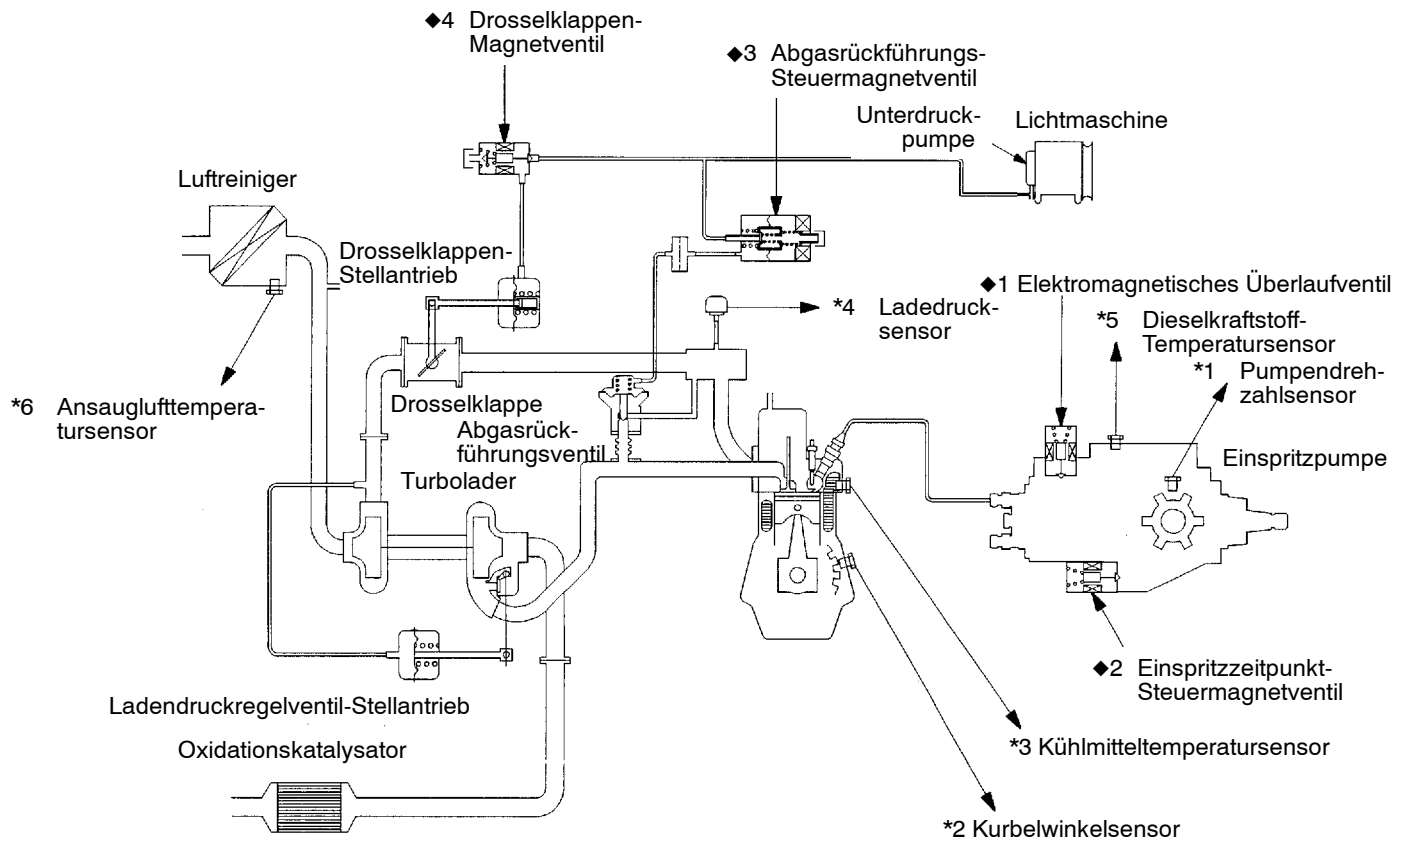 ◆4 Drosselklappen-
Magnetventil
◆3 Abgasrückführungs-
Steuermagnetventil
Unterdruck-
pumpe
Lichtmaschine
Luftreiniger
Drosselklappen-
Stellantrieb
◆1 Elektromagnetisches Überlaufventil
*4 Ladedruck-
sensor
*5 Dieselkraftstoff-
Temperatursensor
*1 Pumpendreh-
zahlsensor
*6 Ansauglufttempera-
tursensor
Drosselklappe
Abgasrück-
führungsventil
Turbolader
Einspritzpumpe
◆2 Einspritzzeitpunkt-
Steuermagnetventil
Ladendruckregelventil-Stellantrieb
Oxidationskatalysator
*3 Kühlmitteltemperatursensor
*2 Kurbelwinkelsensor